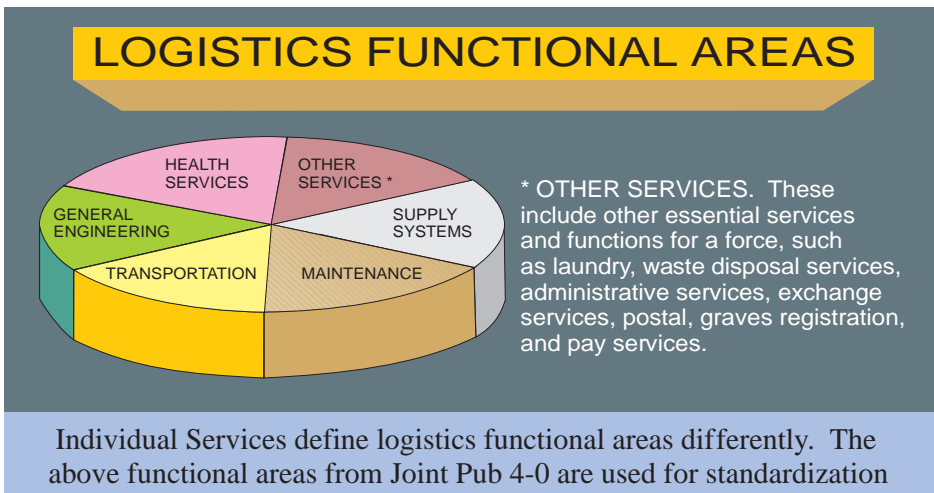 LOGISTICS FUNCTIONAL AREAS
HEALTH
SERVICES
OTHER
SERVICES *
GENERAL
ENGINEERING
SUPPLY
SYSTEMS
TRANSPORTATION
MAINTENANCE
* OTHER SERVICES. These
include other essential services
and functions for a force, such
as laundry, waste disposal services,
administrative services, exchange
services, postal, graves registration,
and pay services.
Individual Services define logistics functional areas differently. The
above functional areas from Joint Pub 4-0 are used for standardization